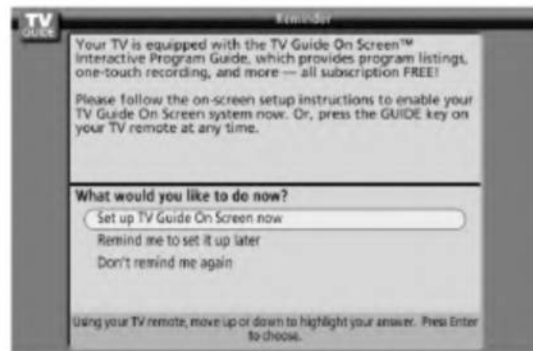 TV
GUIDE
Reminder
Your TV is equipped with the TV Guide On Screen™
Interactive Program Guide, which provides program listings,
one-touch recording, and more — all subscription FREE!
Please follow the on-screen setup instructions to enable your
TV Guide On Screen system now. Or, press the GUIDE key on
your TV remote at any time.
What would you like to do now?
Set up TV Guide On Screen now
Remind me to set it up later
Don't remind me again
Using your TV remote, move up or down to highlight your answer. Press Enter
to choose.